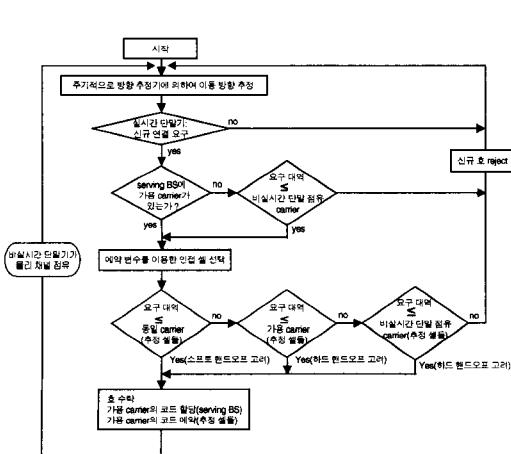 시작
주기적으로 방향 추정기에 의하여 이동 방향 추정
실시간 단말기:
신규 연결 요구
no
yes
신규 호 reject
serving BS에
가용 carrier가
있는가 ?
no
요구 대역
≤
비실시간 단말 점유
carrier
yes
yes
비실시간 단말기가
물리 채널 점유
예약 변수를 이용한 인접 셀 선택
요구 대역
≤
동일 carrier
(추정 셀들)
no
요구 대역
≤
가용 carrier
(추정 셀들)
no
요구 대역
≤
비실시간 단말 점유
carrier(추정 셀들)
no
Yes(소프트 핸드오프 고려)
Yes(하드 핸드오프 고려)
Yes(하드 핸드오프 고려)
호 수락
가용 carrier의 코드 할당(serving BS)
가용 carrier의 코드 예약(추정 셀들)